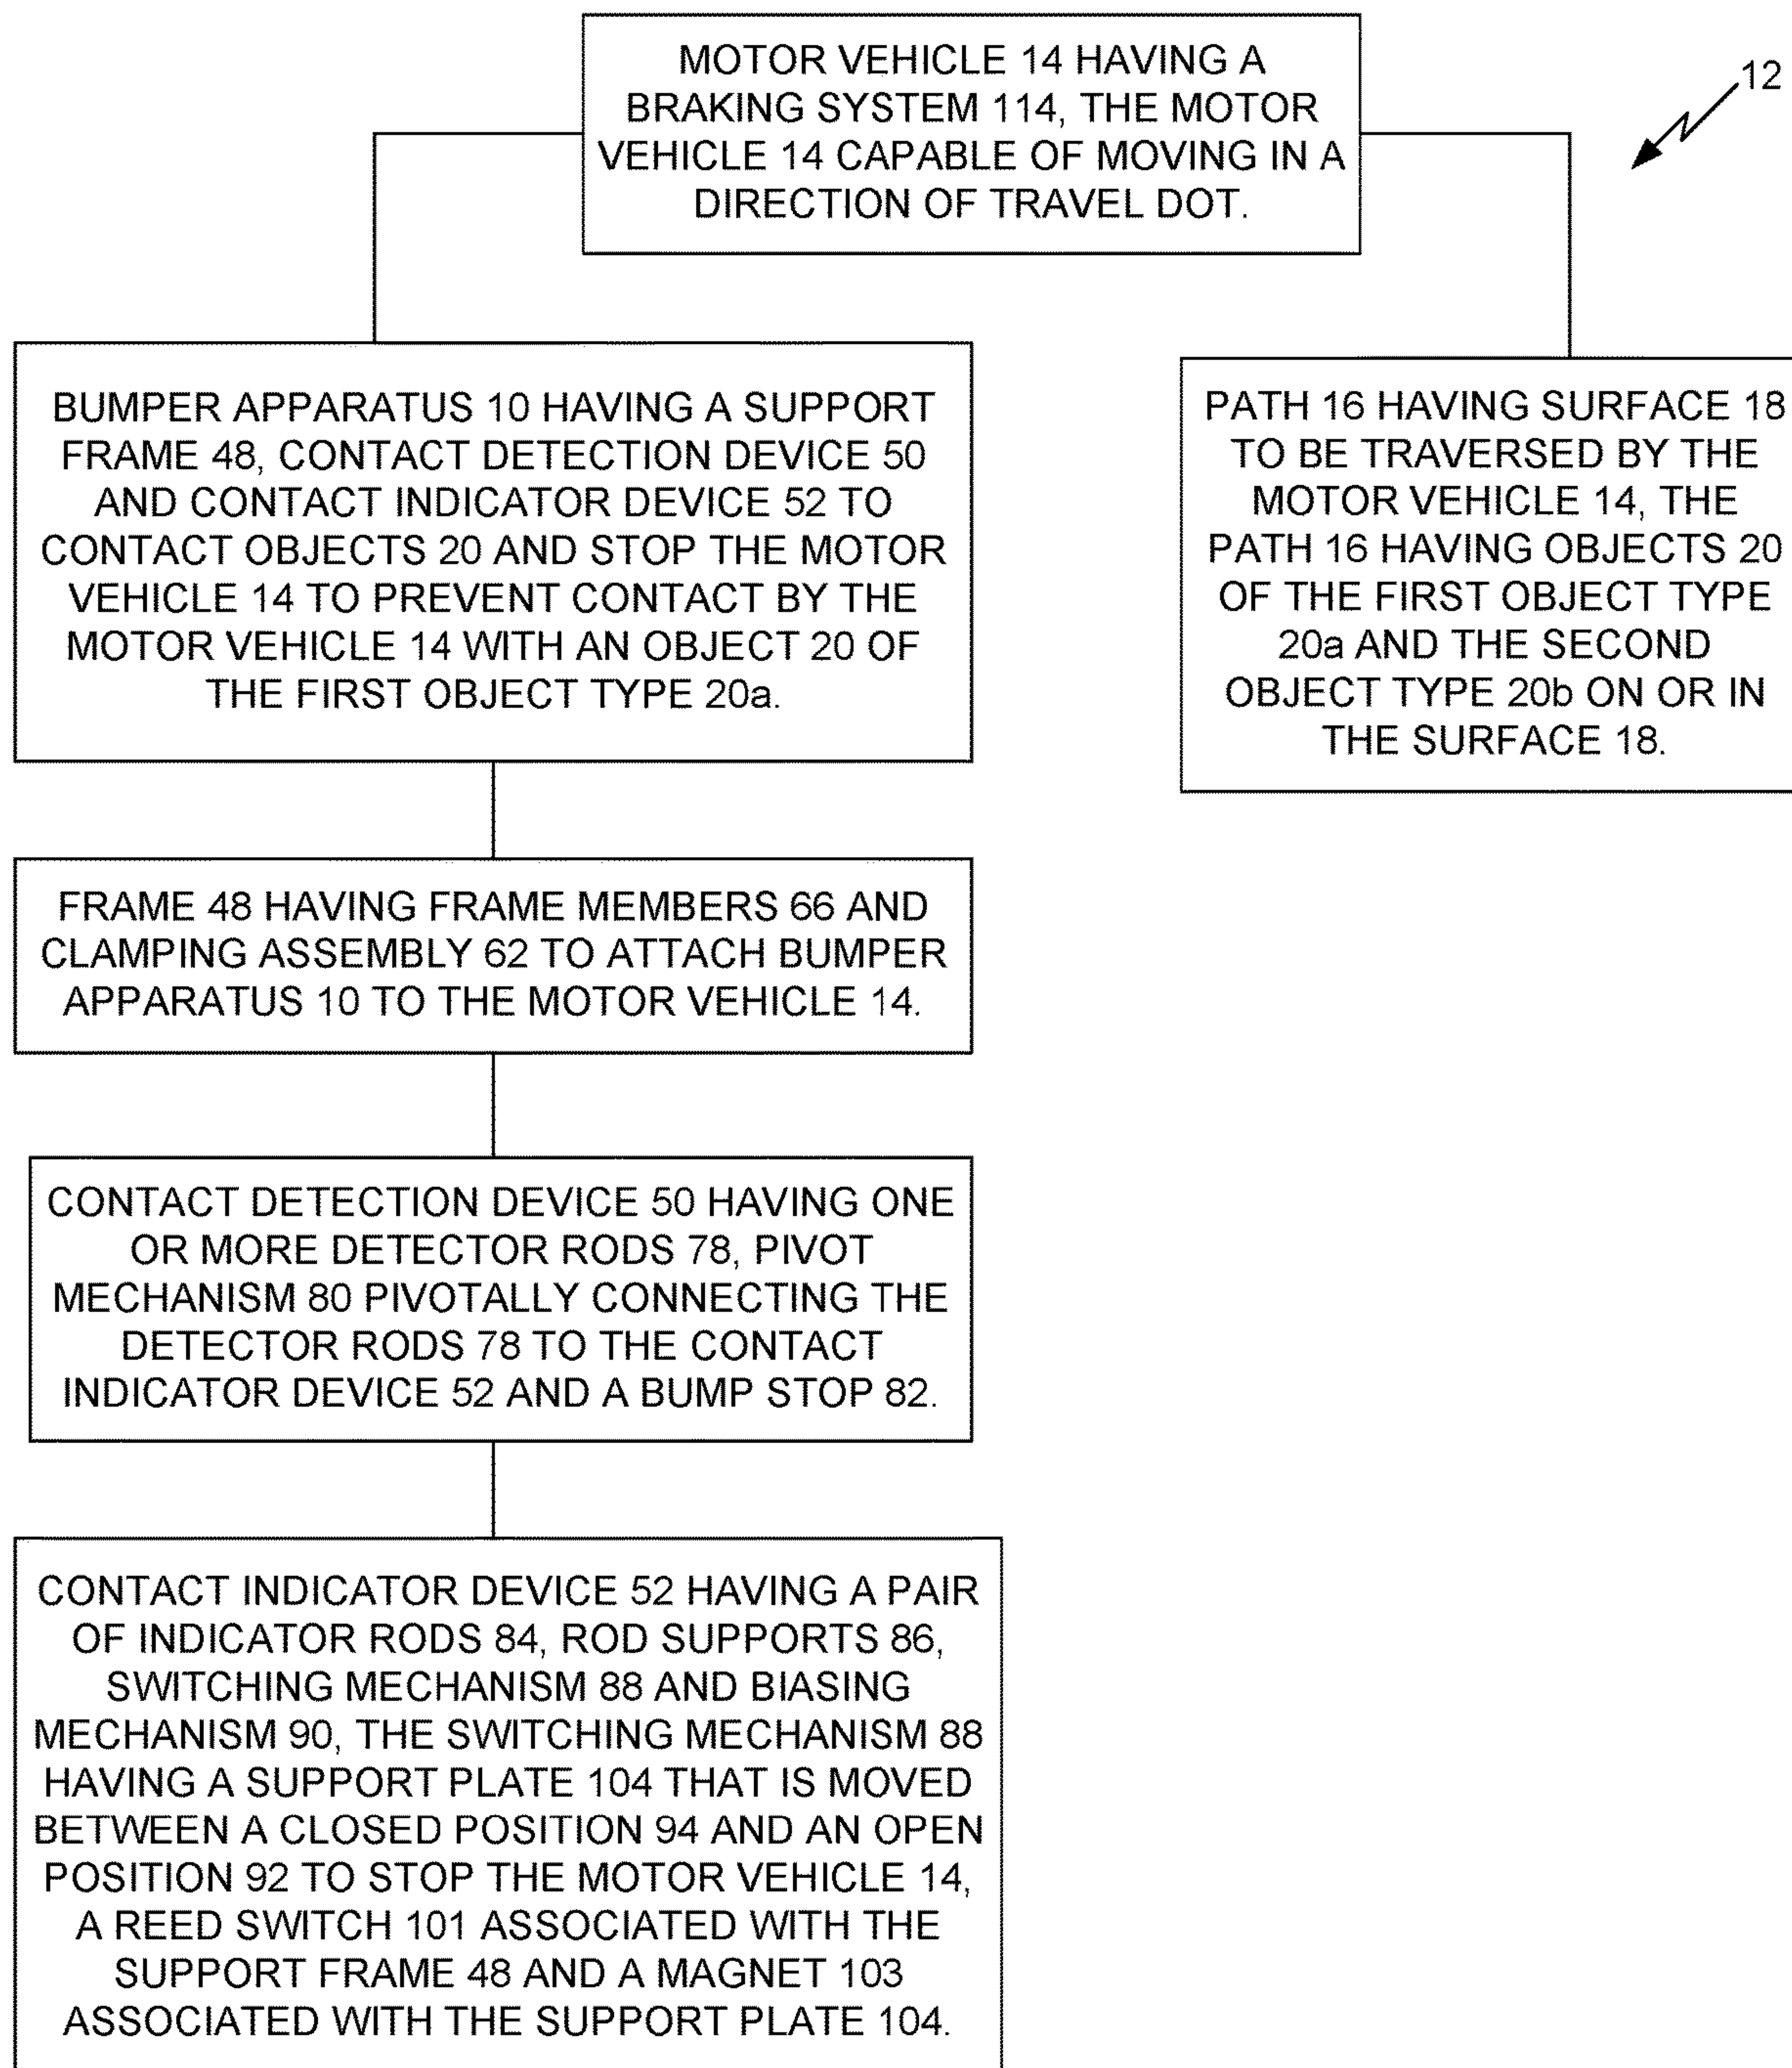 MOTOR VEHICLE 14 HAVING A
BRAKING SYSTEM 114, THE MOTOR
VEHICLE 14 CAPABLE OF MOVING IN A
DIRECTION OF TRAVEL DOT.
12
BUMPER APPARATUS 10 HAVING A SUPPORT
FRAME 48, CONTACT DETECTION DEVICE 50
AND CONTACT INDICATOR DEVICE 52 TO
CONTACT OBJECTS 20 AND STOP THE MOTOR
VEHICLE 14 TO PREVENT CONTACT BY THE
MOTOR VEHICLE 14 WITH AN OBJECT 20 OF
THE FIRST OBJECT TYPE 20a.
PATH 16 HAVING SURFACE 18
TO BE TRAVERSED BY THE
MOTOR VEHICLE 14, THE
PATH 16 HAVING OBJECTS 20
OF THE FIRST OBJECT TYPE
20a AND THE SECOND
OBJECT TYPE 20b ON OR IN
THE SURFACE 18.
FRAME 48 HAVING FRAME MEMBERS 66 AND
CLAMPING ASSEMBLY 62 TO ATTACH BUMPER
APPARATUS 10 TO THE MOTOR VEHICLE 14.
CONTACT DETECTION DEVICE 50 HAVING ONE
OR MORE DETECTOR RODS 78, PIVOT
MECHANISM 80 PIVOTALLY CONNECTING THE
DETECTOR RODS 78 TO THE CONTACT
INDICATOR DEVICE 52 AND A BUMP STOP 82.
CONTACT INDICATOR DEVICE 52 HAVING A PAIR
OF INDICATOR RODS 84, ROD SUPPORTS 86,
SWITCHING MECHANISM 88 AND BIASING
MECHANISM 90, THE SWITCHING MECHANISM 88
HAVING A SUPPORT PLATE 104 THAT IS MOVED
BETWEEN A CLOSED POSITION 94 AND AN OPEN
POSITION 92 TO STOP THE MOTOR VEHICLE 14,
A REED SWITCH 101 ASSOCIATED WITH THE
SUPPORT FRAME 48 AND A MAGNET 103
ASSOCIATED WITH THE SUPPORT PLATE 104.